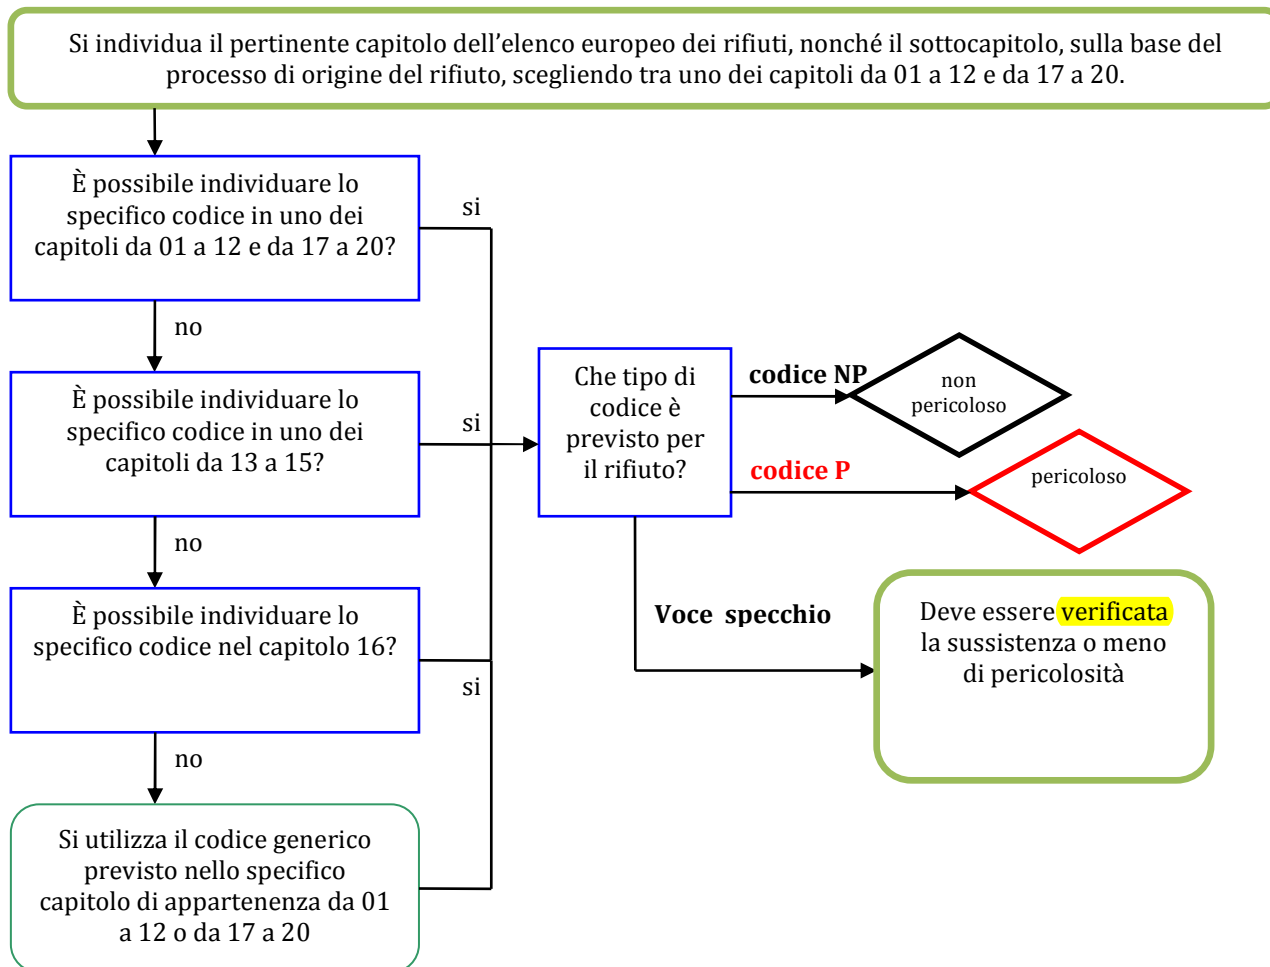 Si individua il pertinente capitolo dell'elenco europeo dei rifiuti, nonché il sottocapitolo, sulla base del
processo di origine del rifiuto, scegliendo tra uno dei capitoli da 01 a 12 e da 17 a 20.
È possibile individuare lo
specifico codice in uno dei
capitoli da 01 a 12 e da 17 a 20?
si
no
È possibile individuare lo
specifico codice in uno dei
capitoli da 13 a 15?
si
no
È possibile individuare lo
specifico codice nel capitolo 16?
si
no
Si utilizza il codice generico
previsto nello specifico
capitolo di appartenenza da 01
a 12 o da 17 a 20
Che tipo di
codice è
previsto per
il rifiuto?
codice NP
non
pericoloso
codice P
pericoloso
Voce specchio
Deve essere verificata
la sussistenza o meno
di pericolosità